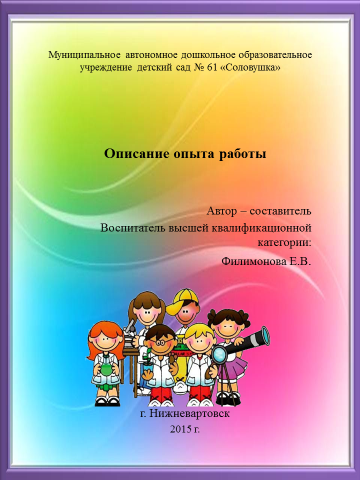 Муниципальное автономное дошкольное образовательное
учреждение детский сад № 61 «Соловушка»
Описание опыта работы
Автор – составитель
Воспитатель высшей квалификационной
категории:
Филимонова Е.В.
г. Нижневартовск
2015 г.